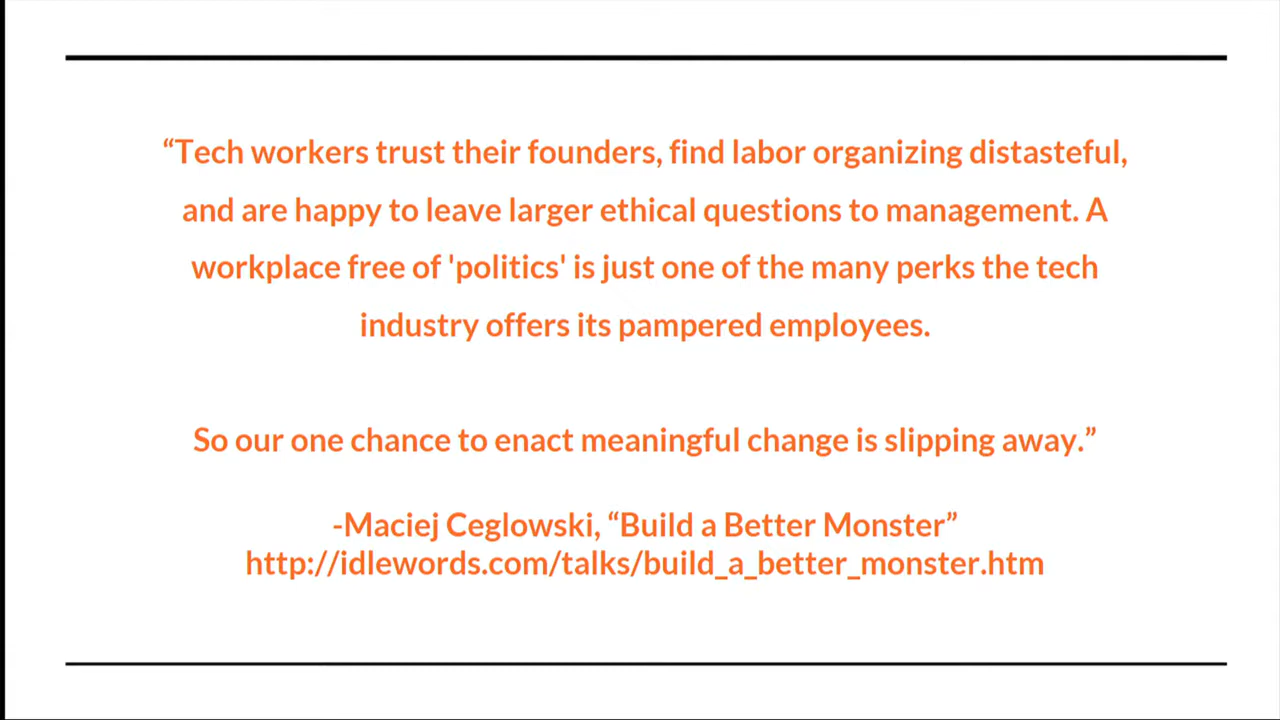 “Tech workers trust their founders, find labor organizing distasteful,
and are happy to leave larger ethical questions to management. A
workplace free of 'politics' is just one of the many perks the tech
industry offers its pampered employees.
So our one chance to enact meaningful change is slipping away.”
-Maciej Ceglowski, “Build a Better Monster”
http://idlewords.com/talks/build_a_better_monster.htm